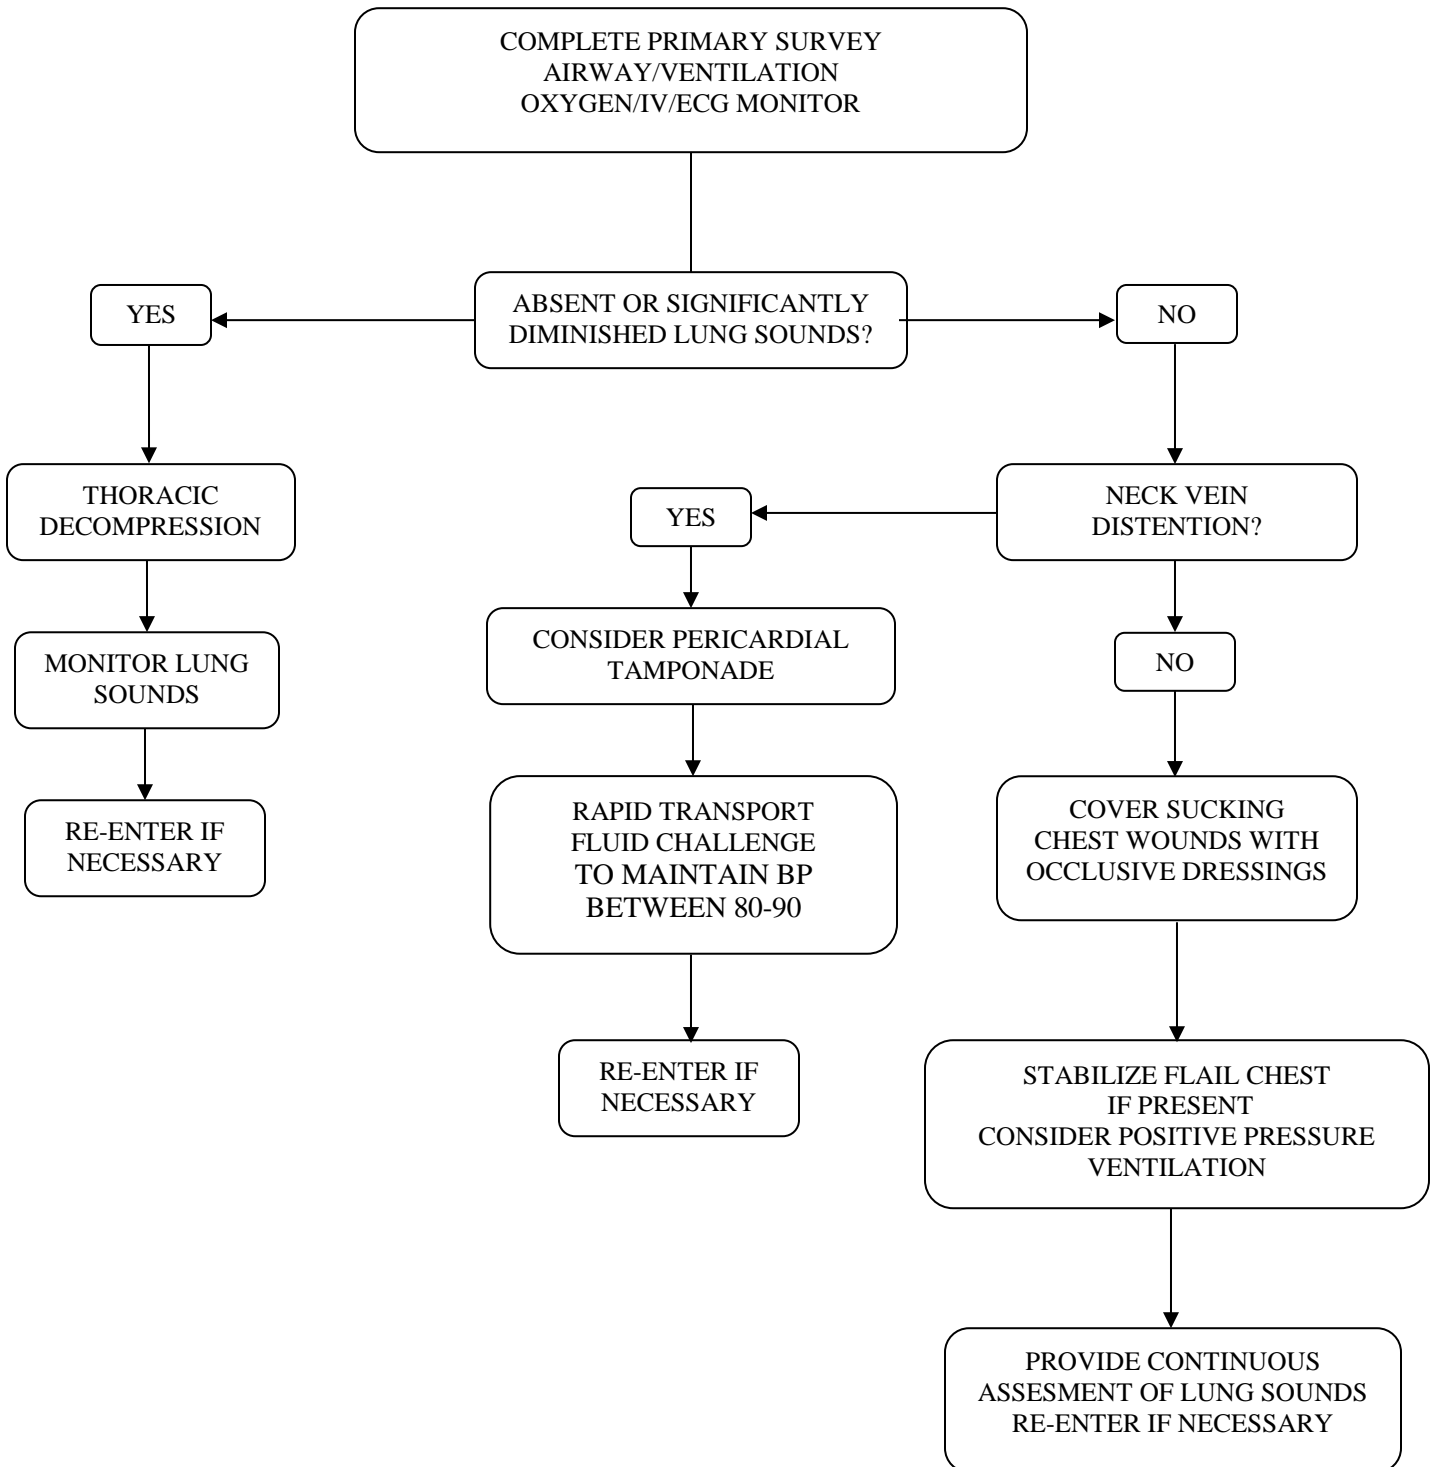 COMPLETE PRIMARY SURVEY
AIRWAY/VENTILATION
OXYGEN/IV/ECG MONITOR
YES
ABSENT OR SIGNIFICANTLY
DIMINISHED LUNG SOUNDS?
NO
THORACIC
DECOMPRESSION
MONITOR LUNG
SOUNDS
RE-ENTER IF
NECESSARY
NECK VEIN
DISTENTION?
YES
CONSIDER PERICARDIAL
TAMPONADE
RAPID TRANSPORT
FLUID CHALLENGE
TO MAINTAIN BP
BETWEEN 80-90
RE-ENTER IF
NECESSARY
NO
COVER SUCKING
CHEST WOUNDS WITH
OCCLUSIVE DRESSINGS
STABILIZE FLAIL CHEST
IF PRESENT
CONSIDER POSITIVE PRESSURE
VENTILATION
PROVIDE CONTINUOUS
ASSESMENT OF LUNG SOUNDS
RE-ENTER IF NECESSARY